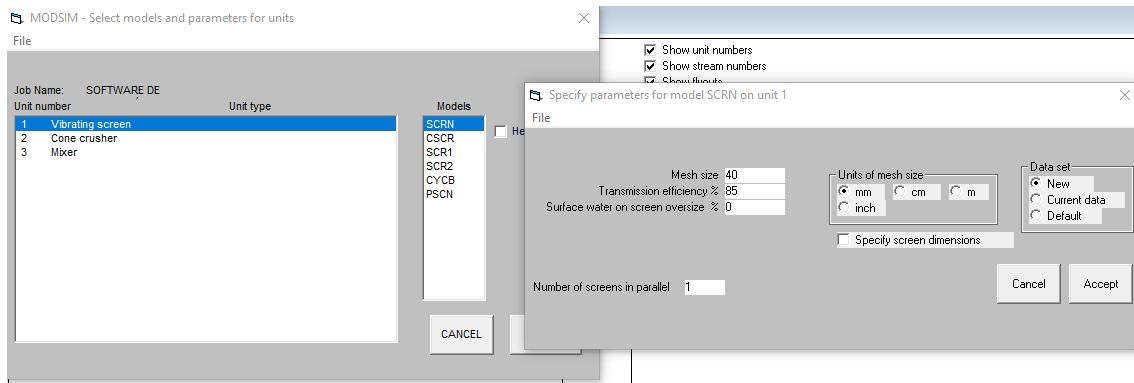 MODSIM - Select models and parameters for units
File
Job Name: SOFTWARE DE
Unit number Unit type Models
1 Vibrating screen
2 Cone crusher
3 Mixer
SCRN
CSCR
SCR1
SCR2
CYCB
PSCN
He
CANCEL
Show unit numbers
Show stream numbers
Show flyouts
Specify parameters for model SCRN on unit 1
File
Mesh size 40
Transmission efficiency % 85
Surface water on screen oversize % 0
Units of mesh size
mm cm m
inch
Specify screen dimensions
Data set
New
Current data
Default
Number of screens in parallel 1
Cancel Accept